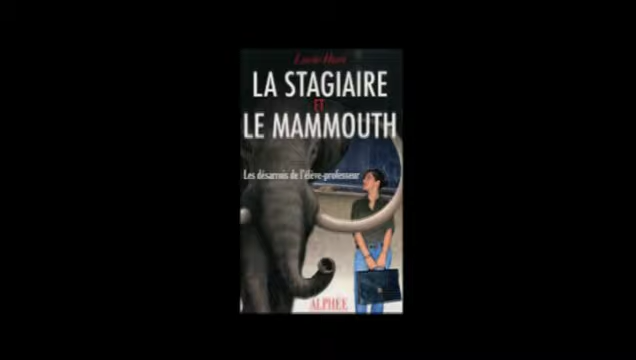 LA STAGIAIRE
ET
LE MAMMOUTH
Les désarrois de l'élève-professeur
ALPHÉE